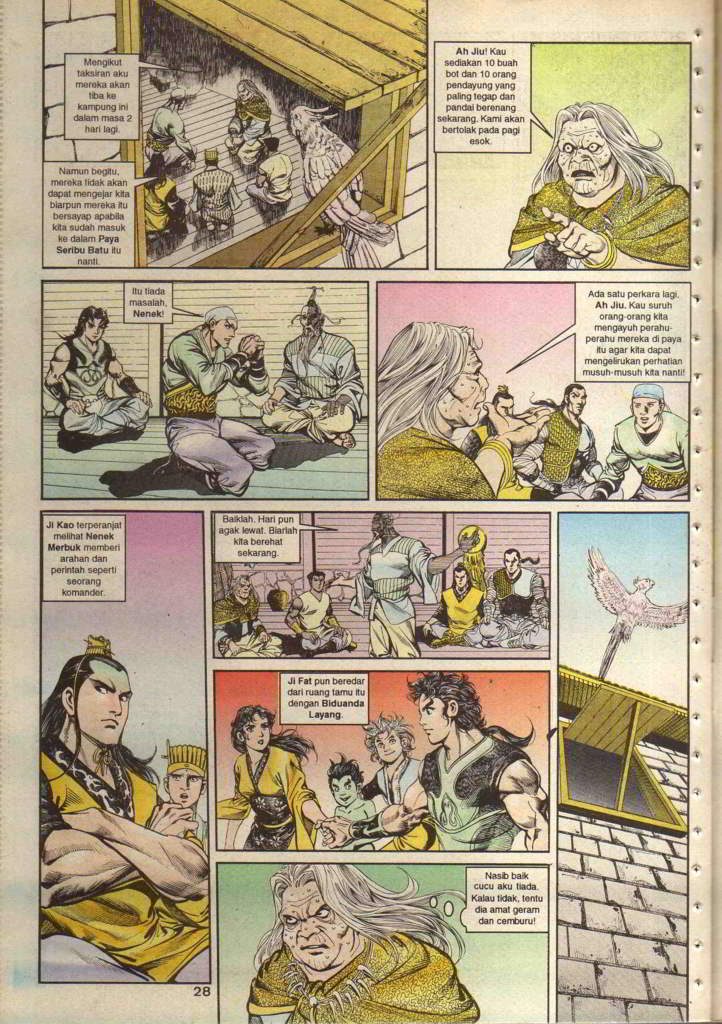 Mengikut
taksiran aku
mereka akan
tiba ke
kampung ini
dalam masa 2
hari lagi.
Namun begitu,
mereka tidak akan
dapat mengejar kita
biarpun mereka itu
bersayap apabila
kita sudah masuk
ke dalam Paya
Seribu Batu itu
nanti.
Ah Jiu! Kau
sediakan 10 buah
bot dan 10 orang
pendayung yang
paling tegap dan
pandai berenang
sekarang. Kami akan
bertolak pada pagi
esok.
Itu tiada
masalah,
Nenek!
Ada satu perkara lagi,
Ah Jiu. Kau suruh
orang-orang kita
mengayuh perahu-
perahu mereka di paya
itu agar kita dapat
mengelirukan perhatian
musuh-musuh kita nanti!
Ji Kao terperanjat
melihat Nenek
Merbuk memberi
arahan dan
perintah seperti
seorang
komander.
Baiklah. Hari pun
agak lewat. Biarlah
kita berehat
sekarang.
Ji Fat pun beredar
dari ruang tamu itu
dengan Biduanda
Layang.
Nasib baik
cucu aku tiada.
Kalau tidak, tentu
dia amat geram
dan cemburu!
28